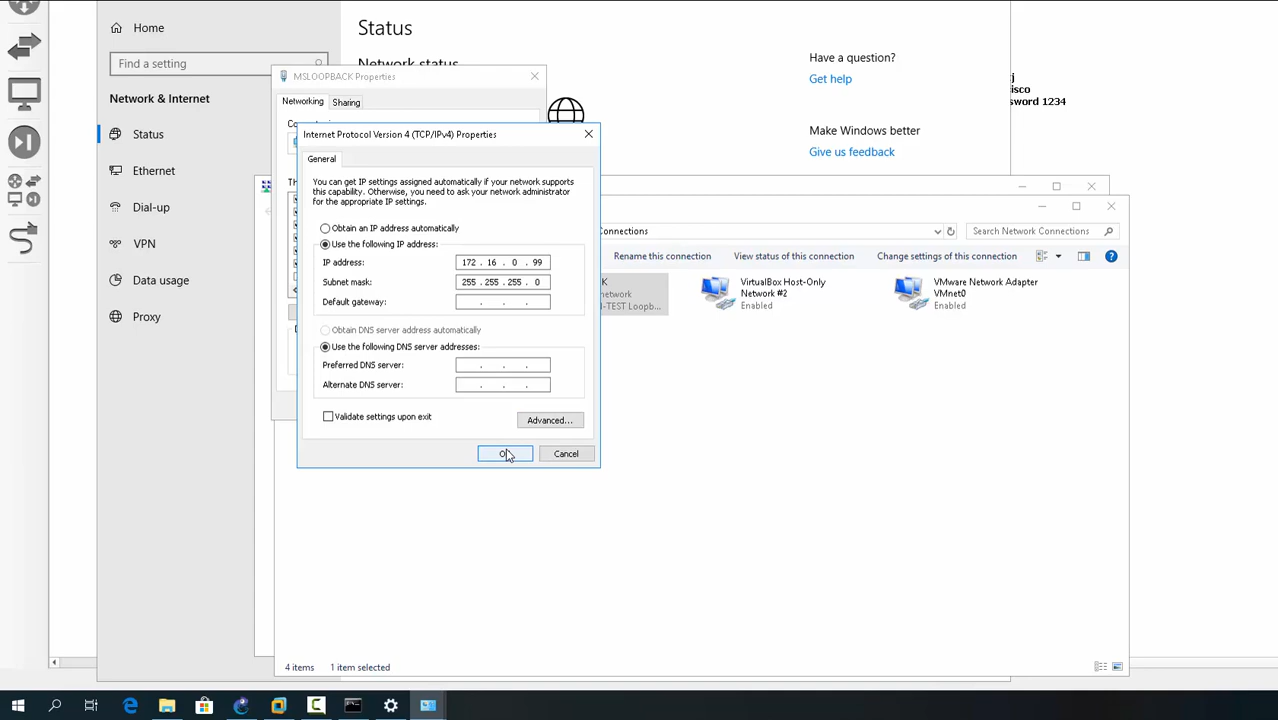 Home
Find a setting
Network & Internet
Status
Ethernet
Dial-up
VPN
Data usage
Proxy
Status
Network status
Have a question?
Get help
Make Windows better
Give us feedback
j
isco
sword 1234
MSLOOPBACK Properties
Networking
Sharing
Internet Protocol Version 4 (TCP/IPv4) Properties
General
You can get IP settings assigned automatically if your network supports
this capability. Otherwise, you need to ask your network administrator
for the appropriate IP settings.
Obtain an IP address automatically
Use the following IP address:
IP address: 172 . 16 . 0 . 99
Subnet mask: 255 . 255 . 255 . 0
Default gateway: . . .
Obtain DNS server address automatically
Use the following DNS server addresses:
Preferred DNS server: . . .
Alternate DNS server: . . .
Validate settings upon exit
Advanced...
Cancel
Connections
Search Network Connections
Rename this connection
View status of this connection
Change settings of this connection
K
network
-TEST Loopb...
VirtualBox Host-Only
Network #2
Enabled
VMware Network Adapter
VMnet0
Enabled
4 items
1 item selected